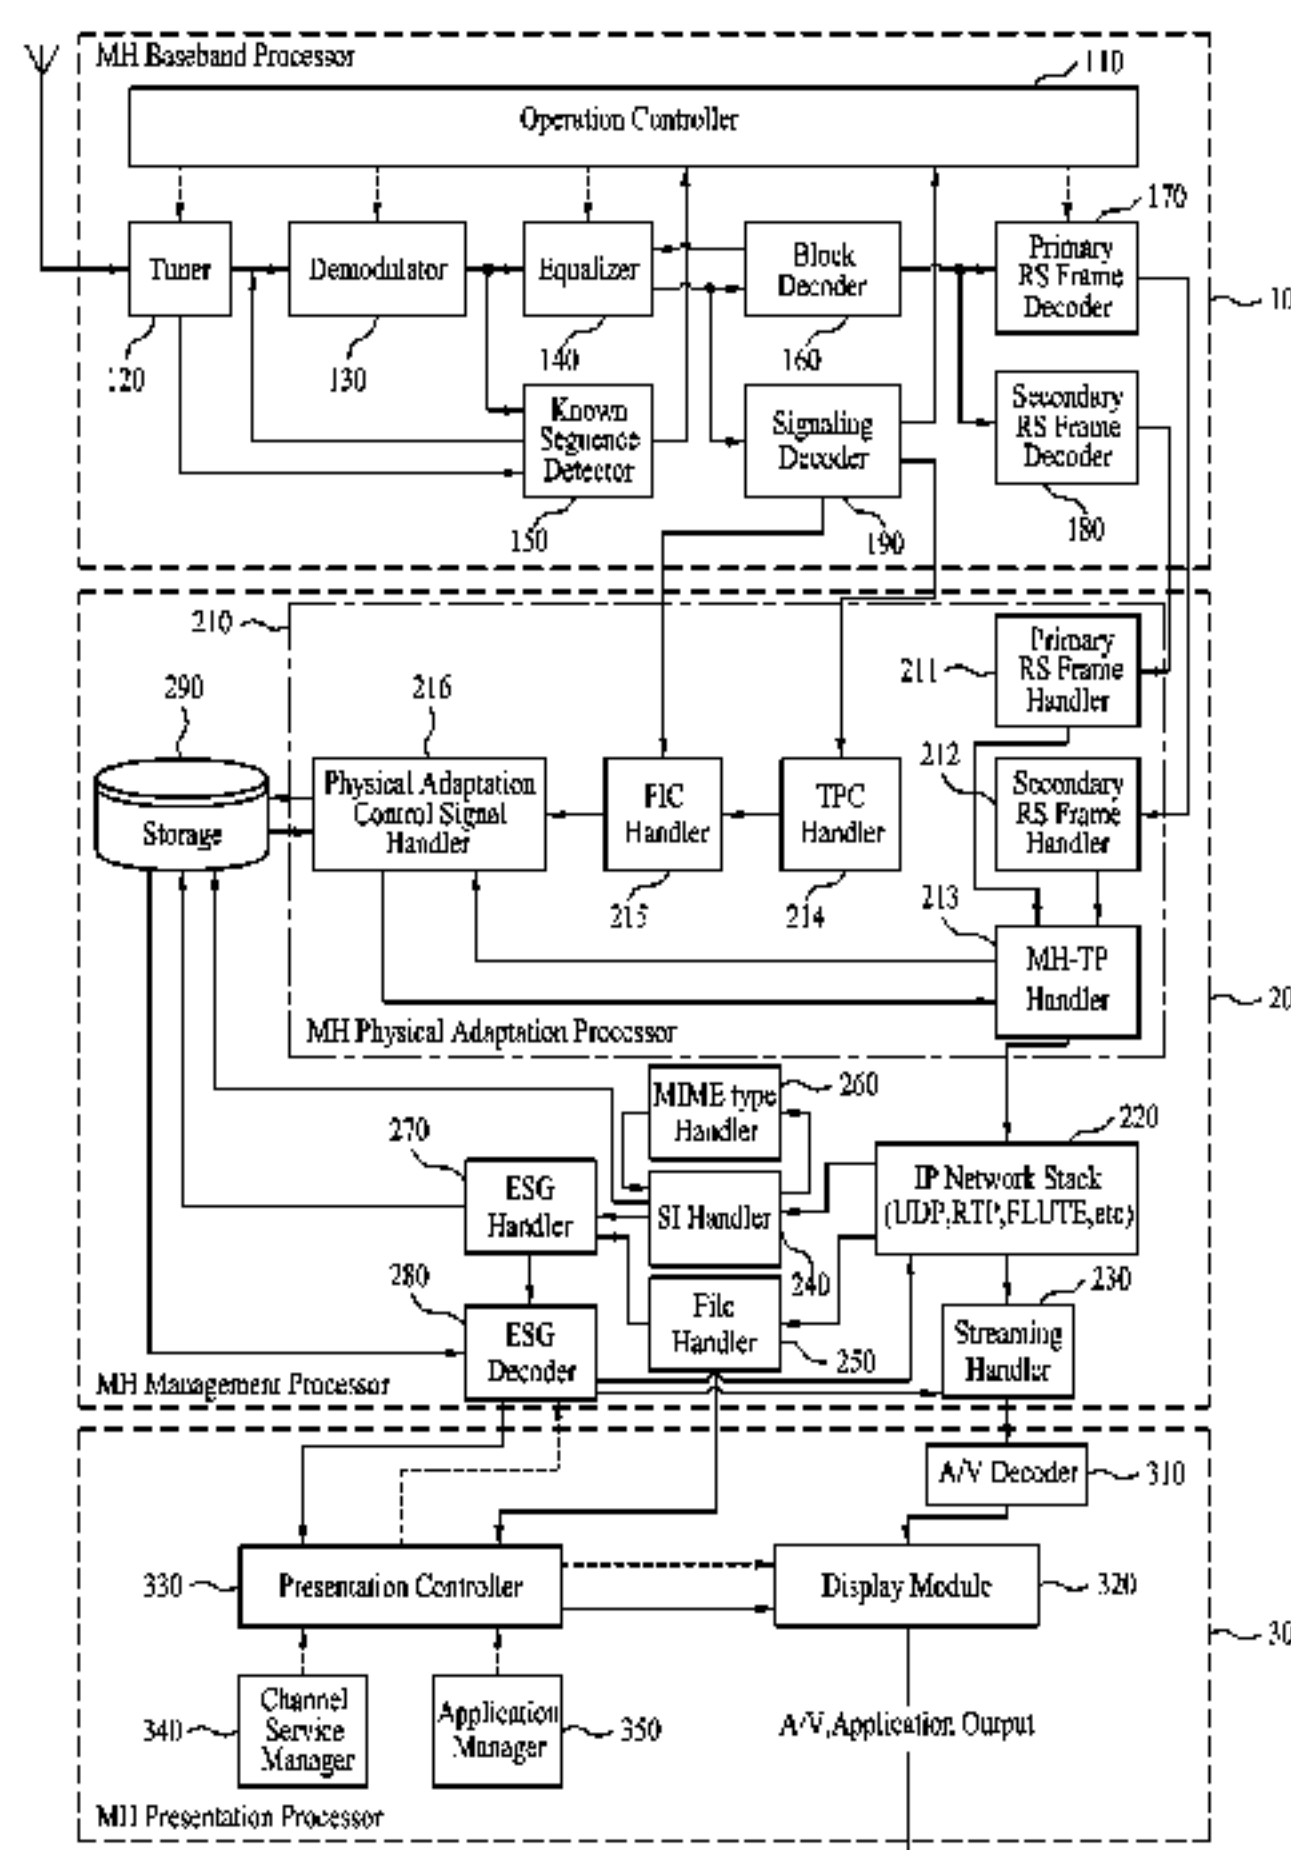 MH Baseband Processor
110
Operation Controller
170
Tuner
Demodulator
Equalizer
Block
Decoder
Primary
RS Frame
Decoder
10
120
130
140
160
Known
Sequence
Detector
Signaling
Decoder
Secondary
RS Frame
Decoder
150
190
180
210
Primary
RS Frame
Handler
211
290
216
212
Storage
Physical Adaptation
Control Signal
Handler
FIC
Handler
TPC
Handler
Secondary
RS Frame
Handler
215
214
213
MH-TP
Handler
20
MH Physical Adaptation Processor
MIME type
Handler
260
270
220
ESG
Handler
SI Handler
IP Network Stack
(UDP,RTP,FLUTE,etc)
240
280
230
ESG
Decoder
File
Handler
250
Streaming
Handler
MH Management Processor
A/V Decoder
310
330
Presentation Controller
Display Module
320
30
340
Channel
Service
Manager
Application
Manager
350
A/V,Application Output
MH Presentation Processor